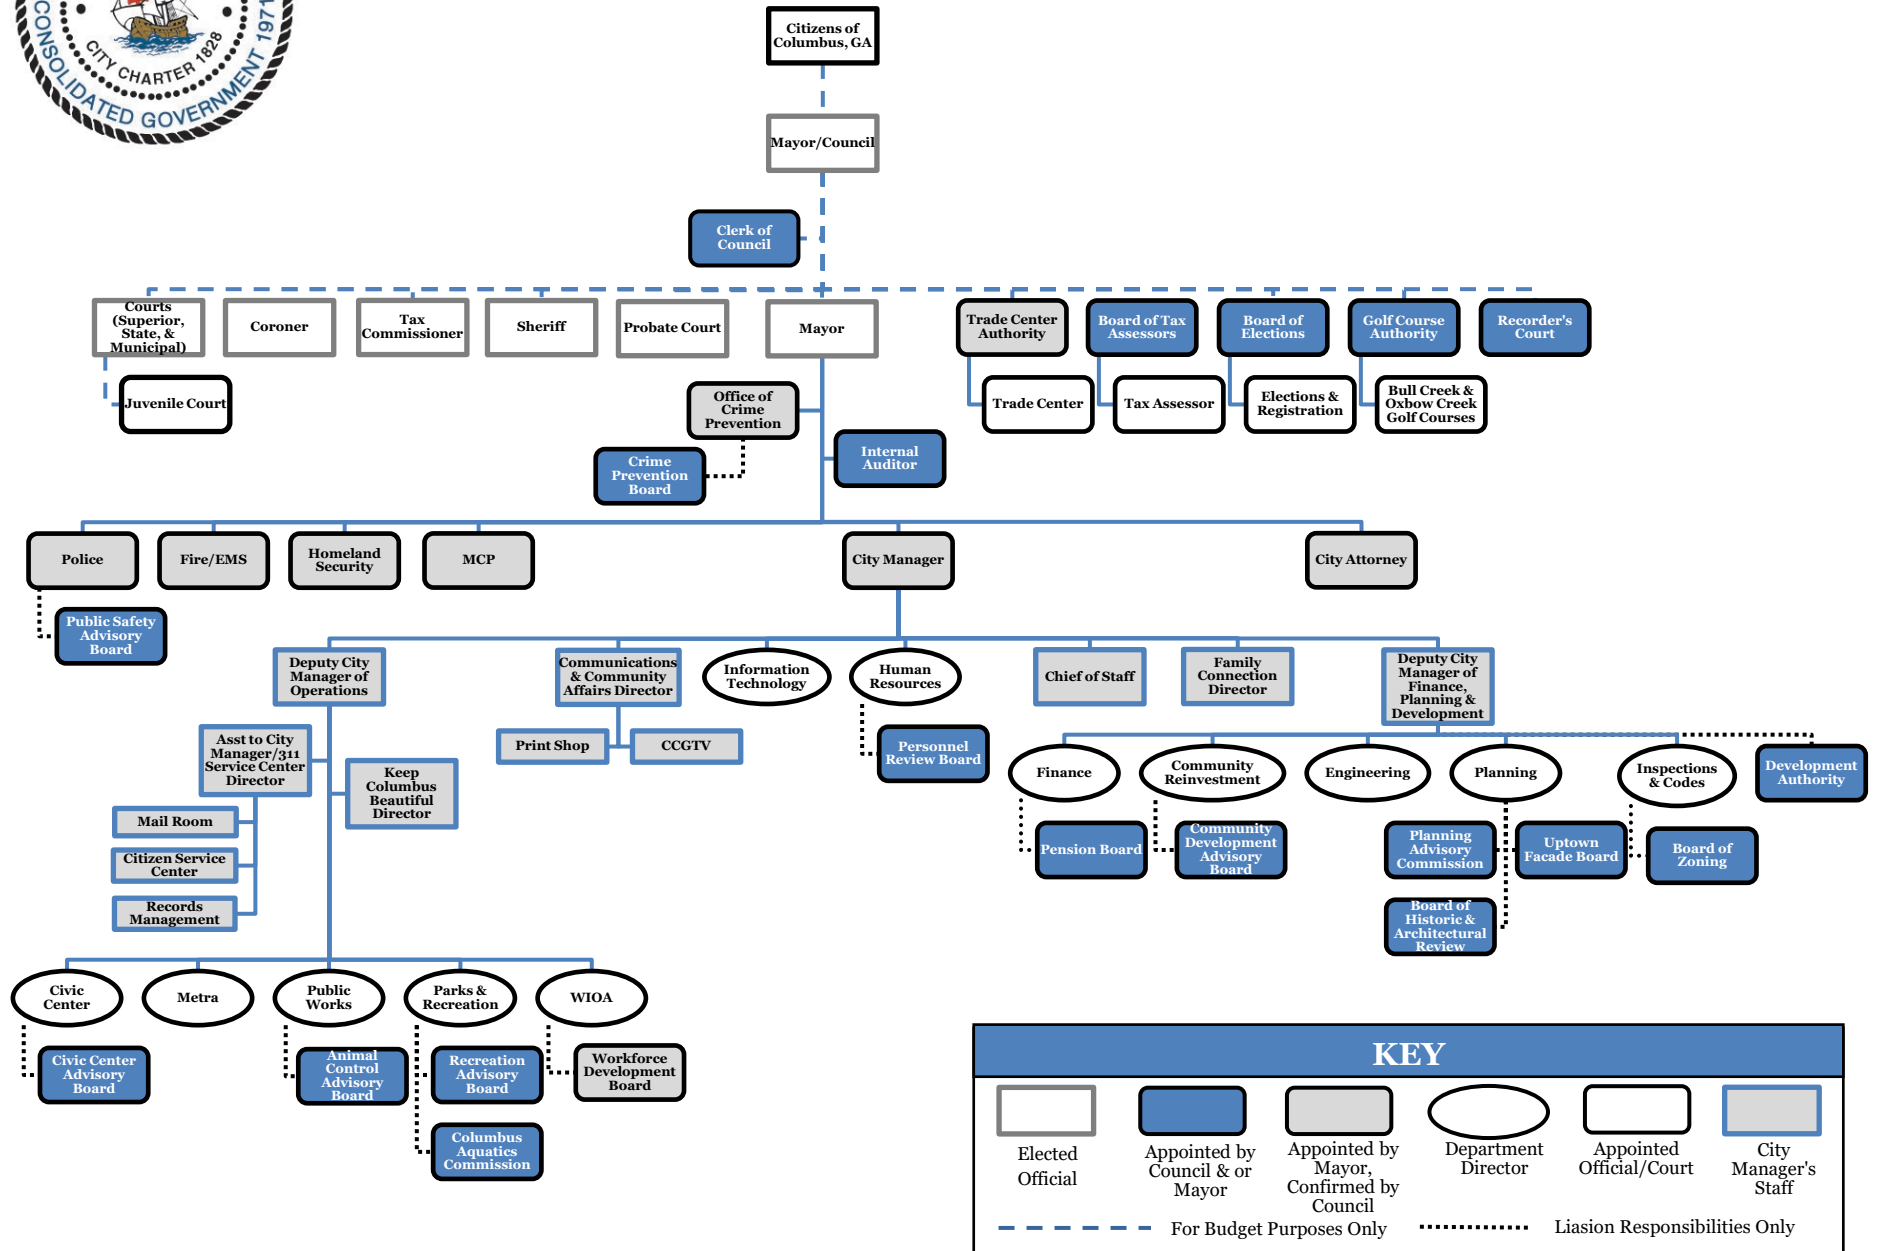 CONSOLIDATED GOVERNMENT 1971
CITY CHARTER 1828
Citizens of
Columbus, GA
Mayor/Council
Clerk of
Council
Courts
(Superior,
State, &
Municipal)
Coroner
Tax
Commissioner
Sheriff
Probate Court
Mayor
Trade Center
Authority
Board of Tax
Assessors
Board of
Elections
Golf Course
Authority
Recorder's
Court
Juvenile Court
Office of
Crime
Prevention
Trade Center
Tax Assessor
Elections &
Registration
Bull Creek &
Oxbow Creek
Golf Courses
Crime
Prevention
Board
Internal
Auditor
Police
Fire/EMS
Homeland
Security
MCP
City Manager
City Attorney
Public Safety
Advisory
Board
Deputy City
Manager of
Operations
Communications
& Community
Affairs Director
Information
Technology
Human
Resources
Chief of Staff
Family
Connection
Director
Deputy City
Manager of
Finance,
Planning &
Development
Asst to City
Manager/311
Service Center
Director
Print Shop
CCGTV
Personnel
Review Board
Keep
Columbus
Beautiful
Director
Finance
Community
Reinvestment
Engineering
Planning
Inspections
& Codes
Development
Authority
Mail Room
Citizen Service
Center
Records
Management
Pension Board
Community
Development
Advisory
Board
Planning
Advisory
Commission
Uptown
Facade Board
Board of
Zoning
Board of
Historic &
Architectural
Review
Civic
Center
Metra
Public
Works
Parks &
Recreation
WIOA
Civic Center
Advisory
Board
Animal
Control
Advisory
Board
Recreation
Advisory
Board
Workforce
Development
Board
Columbus
Aquatics
Commission
KEY
Elected
Official
Appointed by
Council & or
Mayor
Appointed by
Mayor,
Confirmed by
Council
Department
Director
Appointed
Official/Court
City
Manager's
Staff
For Budget Purposes Only
Liasion Responsibilities Only